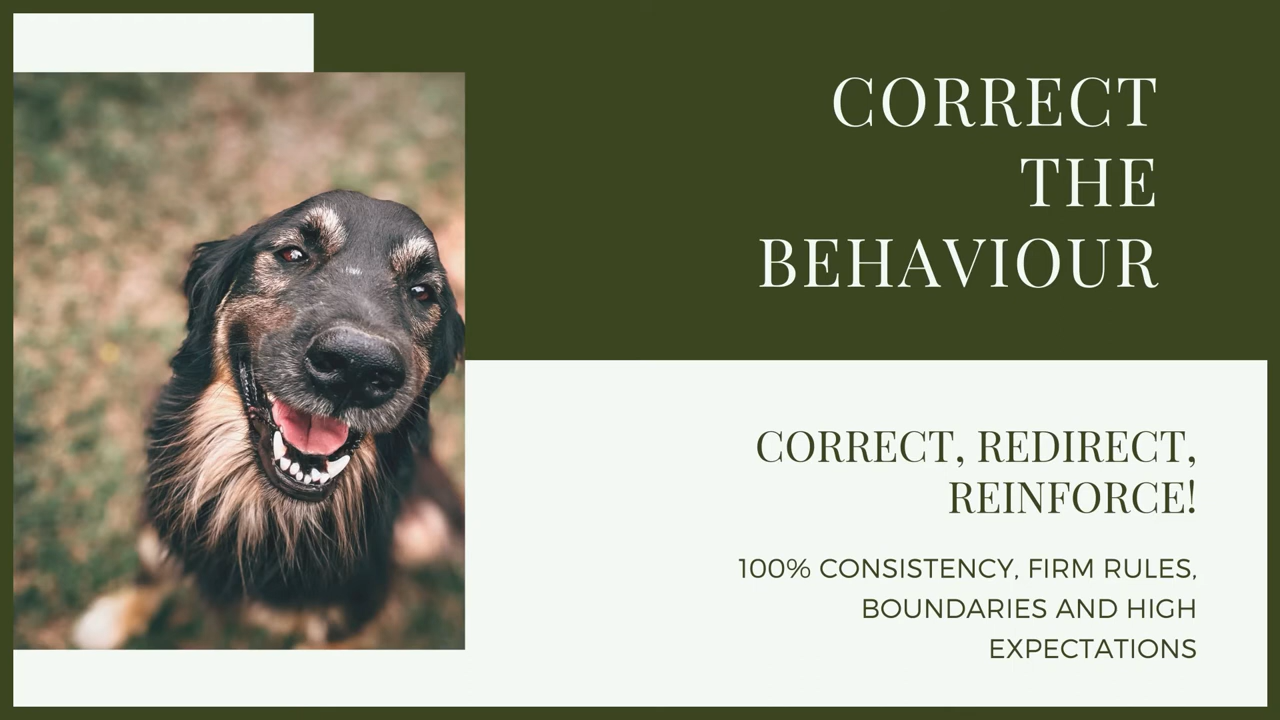 CORRECT
THE
BEHAVIOUR
CORRECT, REDIRECT,
REINFORCE!
100% CONSISTENCY, FIRM RULES,
BOUNDARIES AND HIGH
EXPECTATIONS